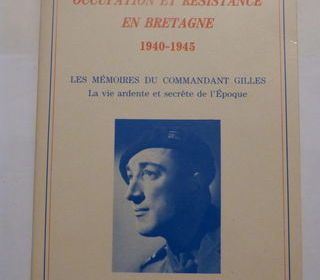 OCCUPATION ET RÉSISTANCE
EN BRETAGNE
1940-1945
LES MÉMOIRES DU COMMANDANT GILLES
La vie ardente et secrète de l'Époque